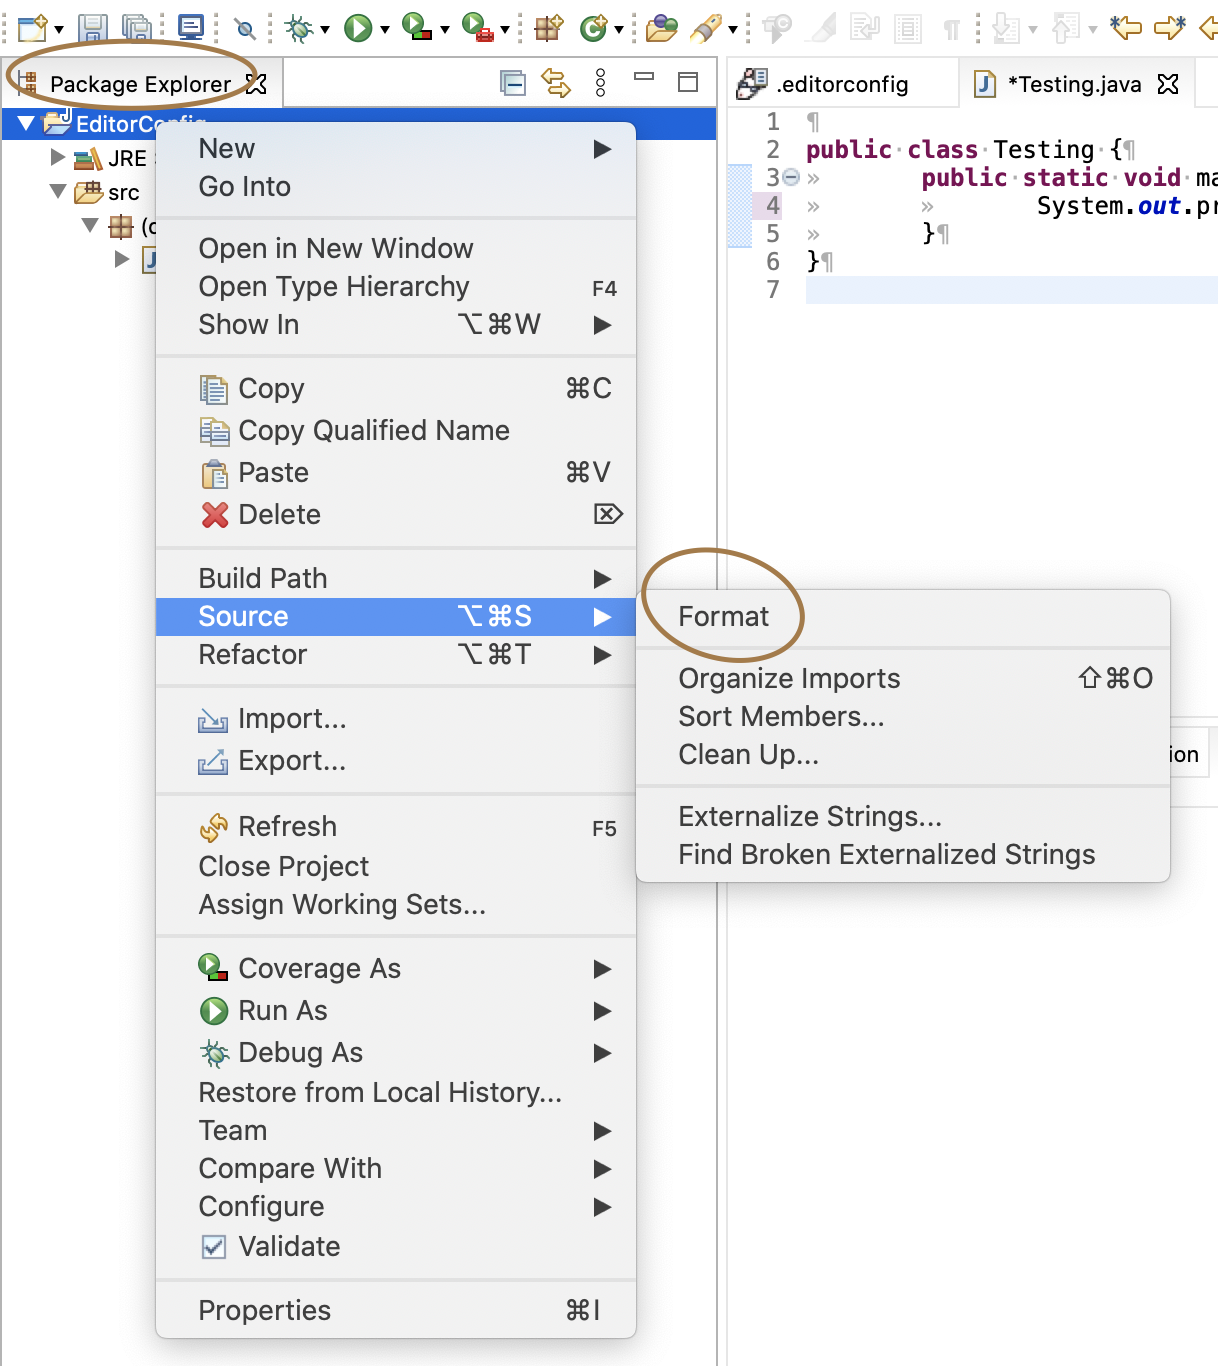 Package Explorer
.editorconfig
*Testing.java
JRE
src
New
Go Into
Open in New Window
Open Type Hierarchy F4
Show In ⌥⌘W
Copy ⌘C
Copy Qualified Name
Paste ⌘V
Delete ⌦
Build Path
Source ⌥⌘S
Refactor ⌥⌘T
Import...
Export...
Refresh F5
Close Project
Assign Working Sets...
Coverage As
Run As
Debug As
Restore from Local History...
Team
Compare With
Configure
Validate
Properties ⌘I
Format
Organize Imports ⇧⌘O
Sort Members...
Clean Up...
Externalize Strings...
Find Broken Externalized Strings
1 ¶
2 public·class·Testing·{¶
3 » public·static·void·ma
4 » » System.out.pr
5 » }¶
6 }¶
7
ion